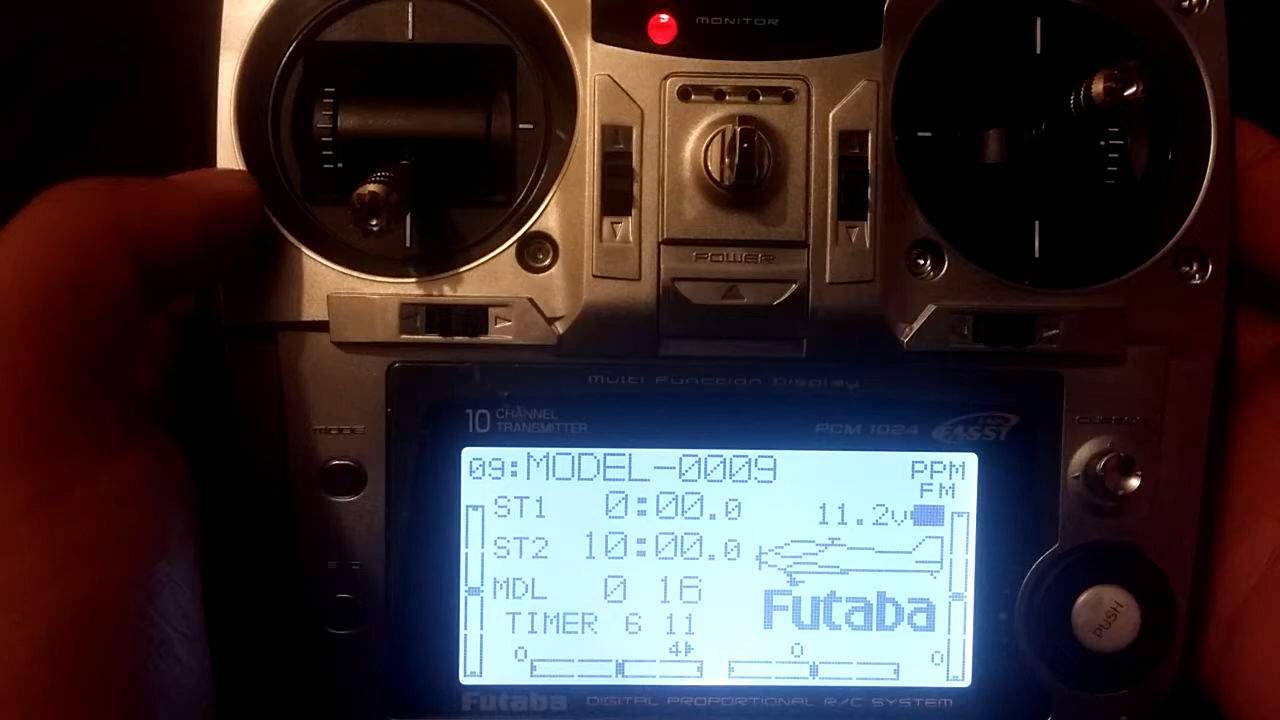 MONITOR
POWER
Multi Function Display
10 CHANNEL
TRANSMITTER
PCM 1024
FASST
MODE
09:MODEL-0009
PPM
FM
ST1 0:00.0
11.2v
ST2 10:00.0
MDL 0 16
Futaba
TIMER 6 11
0 4 0 0
PUSH
Futaba DIGITAL PROPORTIONAL R/C SYSTEM